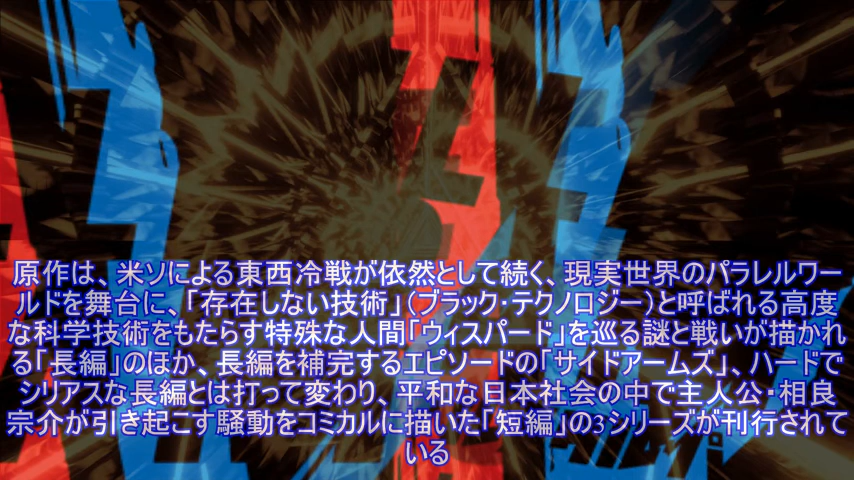 原作は、米ソによる東西冷戦が依然として続く、現実世界のパラレルワー
ルドを舞台に、「存在しない技術」（ブラック・テクノロジー）と呼ばれる高度
な科学技術をもたらす特殊な人間「ウィスパード」を巡る謎と戦いが描かれ
る「長編」のほか、長編を補完するエピソードの「サイドアームズ」、ハードで
シリアスな長編とは打って変わり、平和な日本社会の中で主人公・相良
宗介が引き起こす騒動をコミカルに描いた「短編」の3シリーズが刊行されて
いる